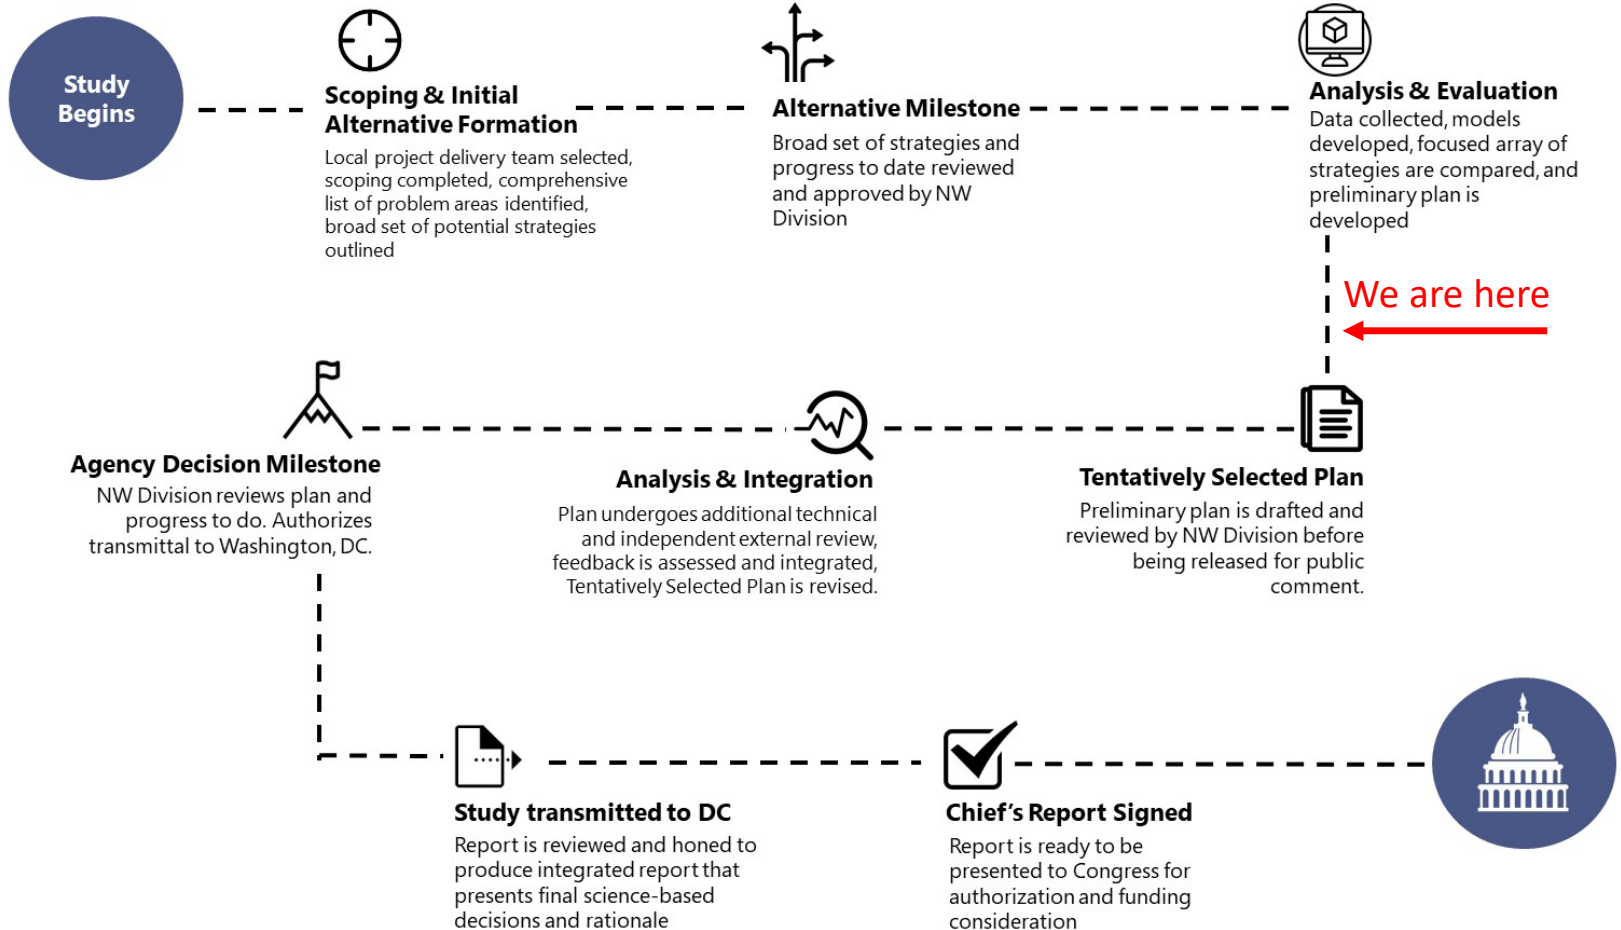 Study
Begins
Scoping & Initial
Alternative Formation
Local project delivery team selected,
scoping completed, comprehensive
list of problem areas identified,
broad set of potential strategies
outlined
Alternative Milestone
Broad set of strategies and
progress to date reviewed
and approved by NW
Division
Analysis & Evaluation
Data collected, models
developed, focused array of
strategies are compared, and
preliminary plan is
developed
We are here
Tentatively Selected Plan
Preliminary plan is drafted and
reviewed by NW Division before
being released for public
comment.
Analysis & Integration
Plan undergoes additional technical
and independent external review,
feedback is assessed and integrated,
Tentatively Selected Plan is revised.
Agency Decision Milestone
NW Division reviews plan and
progress to do. Authorizes
transmittal to Washington, DC.
Study transmitted to DC
Report is reviewed and honed to
produce integrated report that
presents final science-based
decisions and rationale
Chief's Report Signed
Report is ready to be
presented to Congress for
authorization and funding
consideration